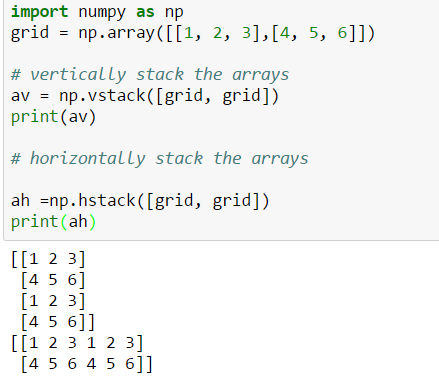 import numpy as np
grid = np.array([[1, 2, 3],[4, 5, 6]])
# vertically stack the arrays
av = np.vstack([grid, grid])
print(av)
# horizontally stack the arrays
ah =np.hstack([grid, grid])
print(ah)
[[1 2 3]
 [4 5 6]
 [1 2 3]
 [4 5 6]]
[[1 2 3 1 2 3]
 [4 5 6 4 5 6]]